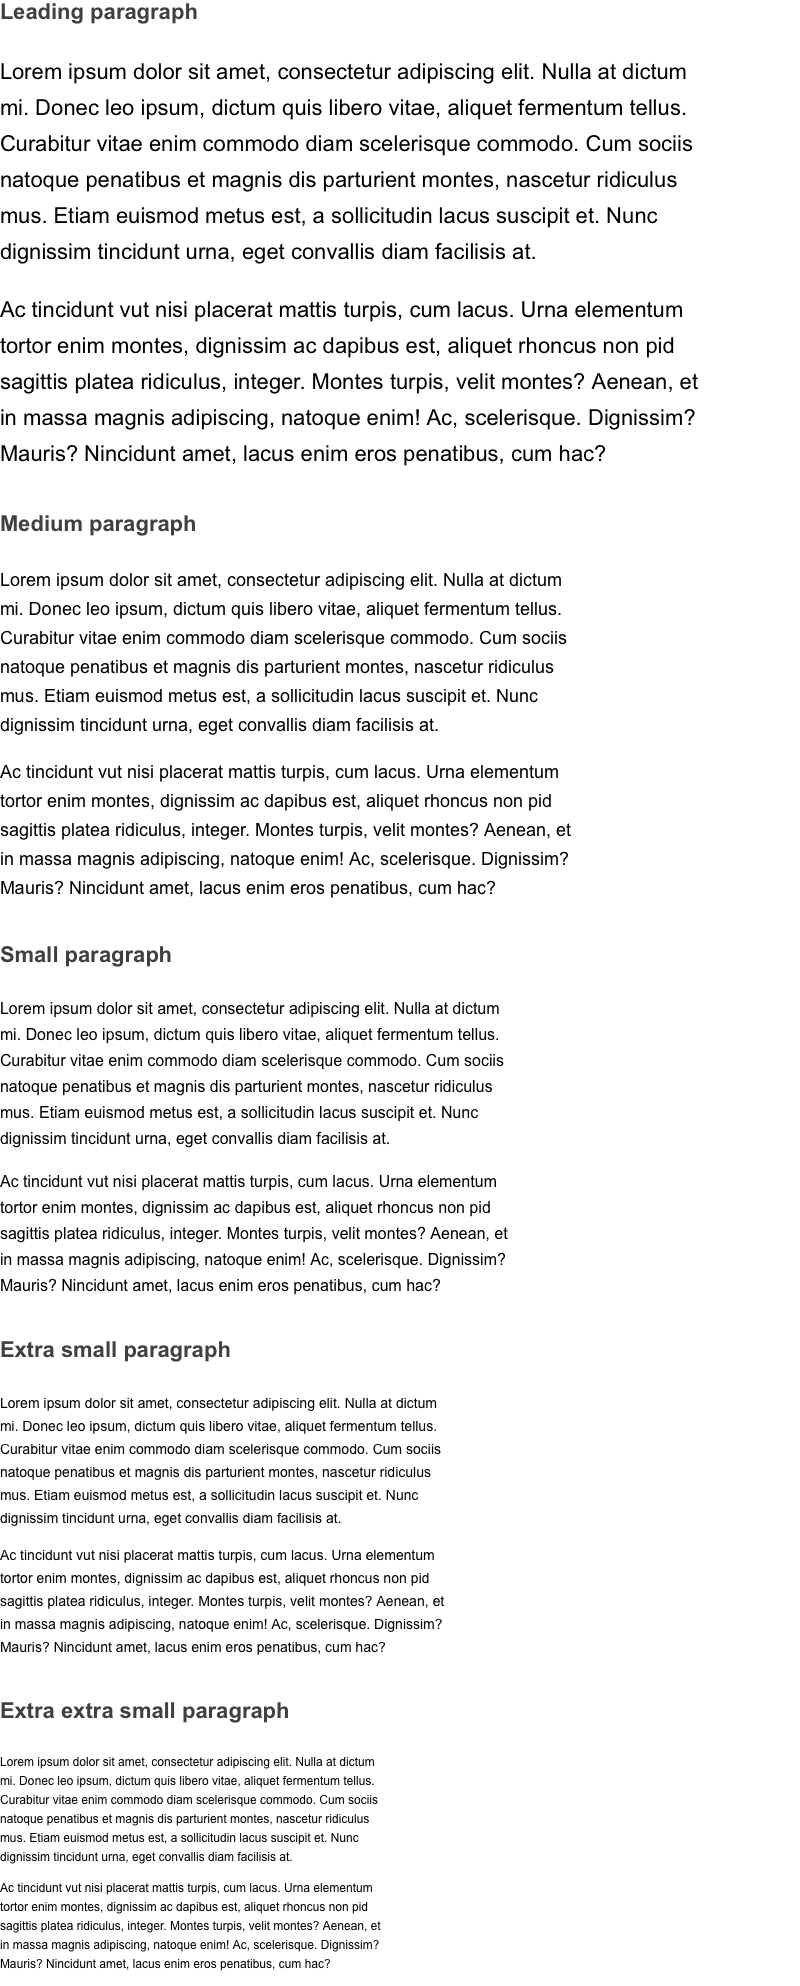 Leading paragraph
Lorem ipsum dolor sit amet, consectetur adipiscing elit. Nulla at dictum
mi. Donec leo ipsum, dictum quis libero vitae, aliquet fermentum tellus.
Curabitur vitae enim commodo diam scelerisque commodo. Cum sociis
natoque penatibus et magnis dis parturient montes, nascetur ridiculus
mus. Etiam euismod metus est, a sollicitudin lacus suscipit et. Nunc
dignissim tincidunt urna, eget convallis diam facilisis at.
Ac tincidunt vut nisi placerat mattis turpis, cum lacus. Urna elementum
tortor enim montes, dignissim ac dapibus est, aliquet rhoncus non pid
sagittis platea ridiculus, integer. Montes turpis, velit montes? Aenean, et
in massa magnis adipiscing, natoque enim! Ac, scelerisque. Dignissim?
Mauris? Nincidunt amet, lacus enim eros penatibus, cum hac?
Medium paragraph
Lorem ipsum dolor sit amet, consectetur adipiscing elit. Nulla at dictum
mi. Donec leo ipsum, dictum quis libero vitae, aliquet fermentum tellus.
Curabitur vitae enim commodo diam scelerisque commodo. Cum sociis
natoque penatibus et magnis dis parturient montes, nascetur ridiculus
mus. Etiam euismod metus est, a sollicitudin lacus suscipit et. Nunc
dignissim tincidunt urna, eget convallis diam facilisis at.
Ac tincidunt vut nisi placerat mattis turpis, cum lacus. Urna elementum
tortor enim montes, dignissim ac dapibus est, aliquet rhoncus non pid
sagittis platea ridiculus, integer. Montes turpis, velit montes? Aenean, et
in massa magnis adipiscing, natoque enim! Ac, scelerisque. Dignissim?
Mauris? Nincidunt amet, lacus enim eros penatibus, cum hac?
Small paragraph
Lorem ipsum dolor sit amet, consectetur adipiscing elit. Nulla at dictum
mi. Donec leo ipsum, dictum quis libero vitae, aliquet fermentum tellus.
Curabitur vitae enim commodo diam scelerisque commodo. Cum sociis
natoque penatibus et magnis dis parturient montes, nascetur ridiculus
mus. Etiam euismod metus est, a sollicitudin lacus suscipit et. Nunc
dignissim tincidunt urna, eget convallis diam facilisis at.
Ac tincidunt vut nisi placerat mattis turpis, cum lacus. Urna elementum
tortor enim montes, dignissim ac dapibus est, aliquet rhoncus non pid
sagittis platea ridiculus, integer. Montes turpis, velit montes? Aenean, et
in massa magnis adipiscing, natoque enim! Ac, scelerisque. Dignissim?
Mauris? Nincidunt amet, lacus enim eros penatibus, cum hac?
Extra small paragraph
Lorem ipsum dolor sit amet, consectetur adipiscing elit. Nulla at dictum
mi. Donec leo ipsum, dictum quis libero vitae, aliquet fermentum tellus.
Curabitur vitae enim commodo diam scelerisque commodo. Cum sociis
natoque penatibus et magnis dis parturient montes, nascetur ridiculus
mus. Etiam euismod metus est, a sollicitudin lacus suscipit et. Nunc
dignissim tincidunt urna, eget convallis diam facilisis at.
Ac tincidunt vut nisi placerat mattis turpis, cum lacus. Urna elementum
tortor enim montes, dignissim ac dapibus est, aliquet rhoncus non pid
sagittis platea ridiculus, integer. Montes turpis, velit montes? Aenean, et
in massa magnis adipiscing, natoque enim! Ac, scelerisque. Dignissim?
Mauris? Nincidunt amet, lacus enim eros penatibus, cum hac?
Extra extra small paragraph
Lorem ipsum dolor sit amet, consectetur adipiscing elit. Nulla at dictum
mi. Donec leo ipsum, dictum quis libero vitae, aliquet fermentum tellus.
Curabitur vitae enim commodo diam scelerisque commodo. Cum sociis
natoque penatibus et magnis dis parturient montes, nascetur ridiculus
mus. Etiam euismod metus est, a sollicitudin lacus suscipit et. Nunc
dignissim tincidunt urna, eget convallis diam facilisis at.
Ac tincidunt vut nisi placerat mattis turpis, cum lacus. Urna elementum
tortor enim montes, dignissim ac dapibus est, aliquet rhoncus non pid
sagittis platea ridiculus, integer. Montes turpis, velit montes? Aenean, et
in massa magnis adipiscing, natoque enim! Ac, scelerisque. Dignissim?
Mauris? Nincidunt amet, lacus enim eros penatibus, cum hac?